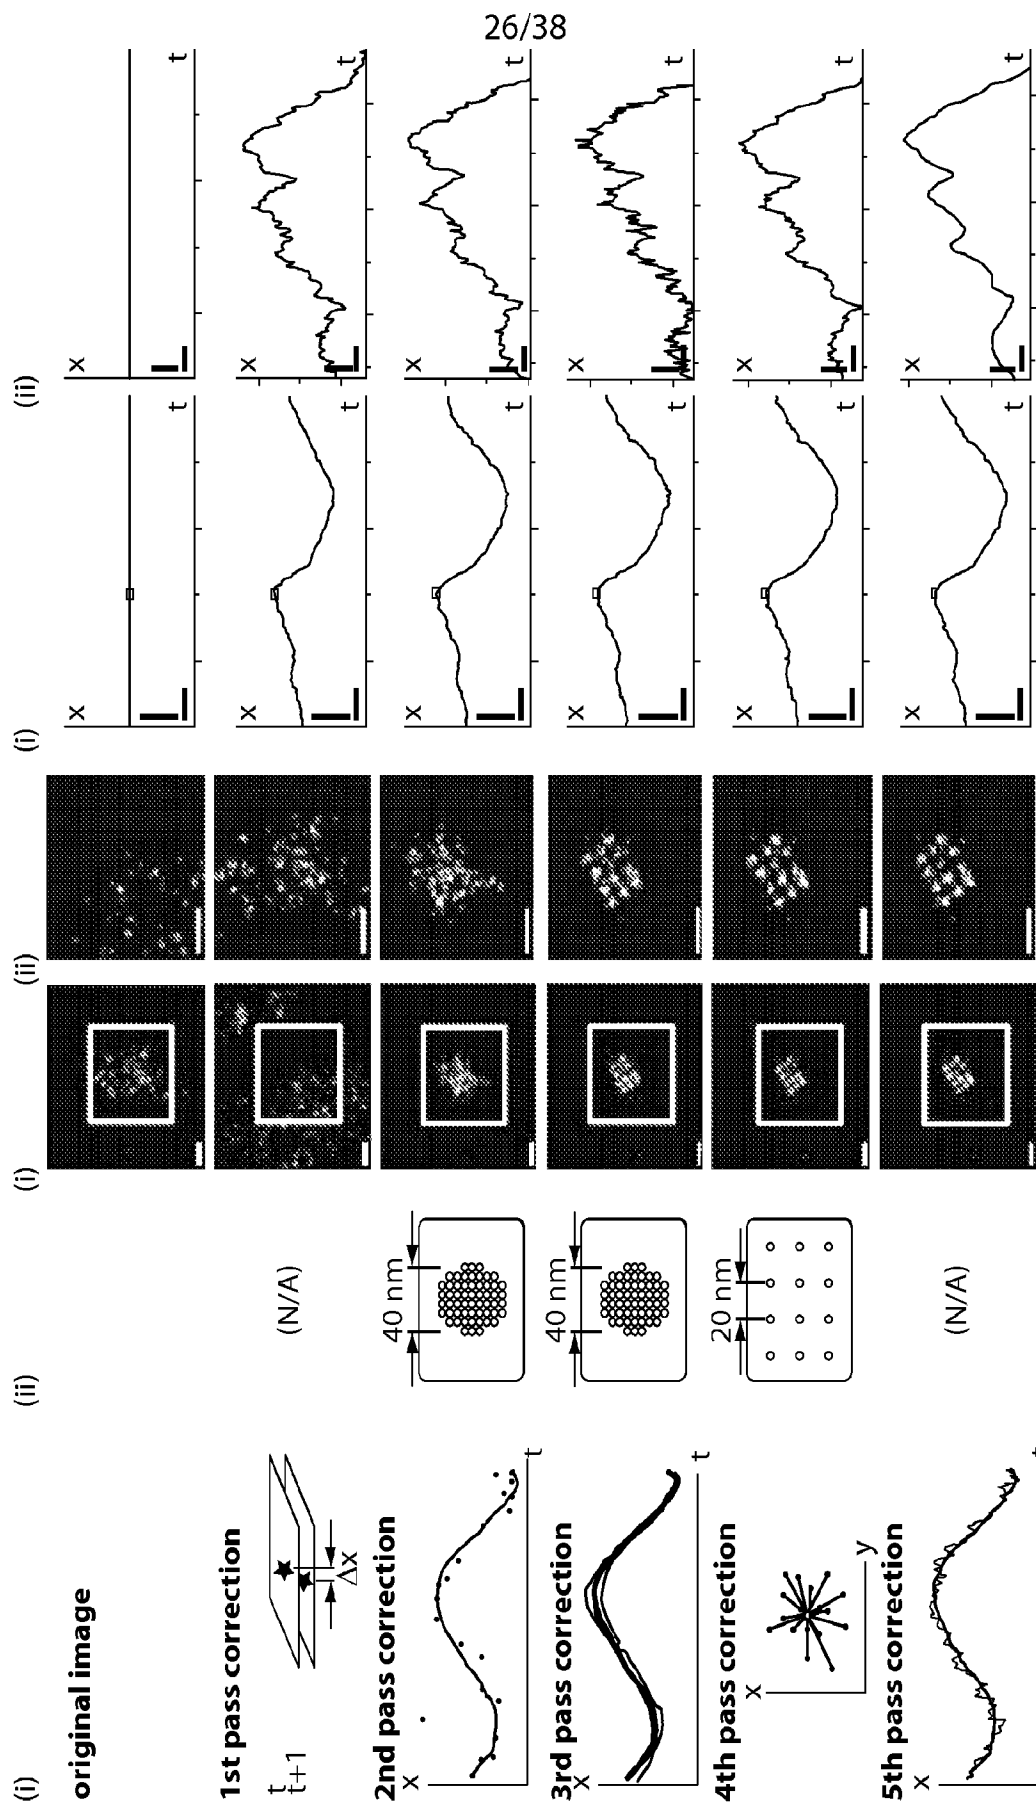 26/38
(i) (ii) (i) (ii) (i) (ii)
original image
X t X t
1st pass correction
t
t+1
Δx
(N/A)
X t X t
2nd pass correction
X t
40 nm
X t X t
3rd pass correction
X t
40 nm
X t X t
4th pass correction
X y
20 nm
X t X t
5th pass correction
X
(N/A)
X X